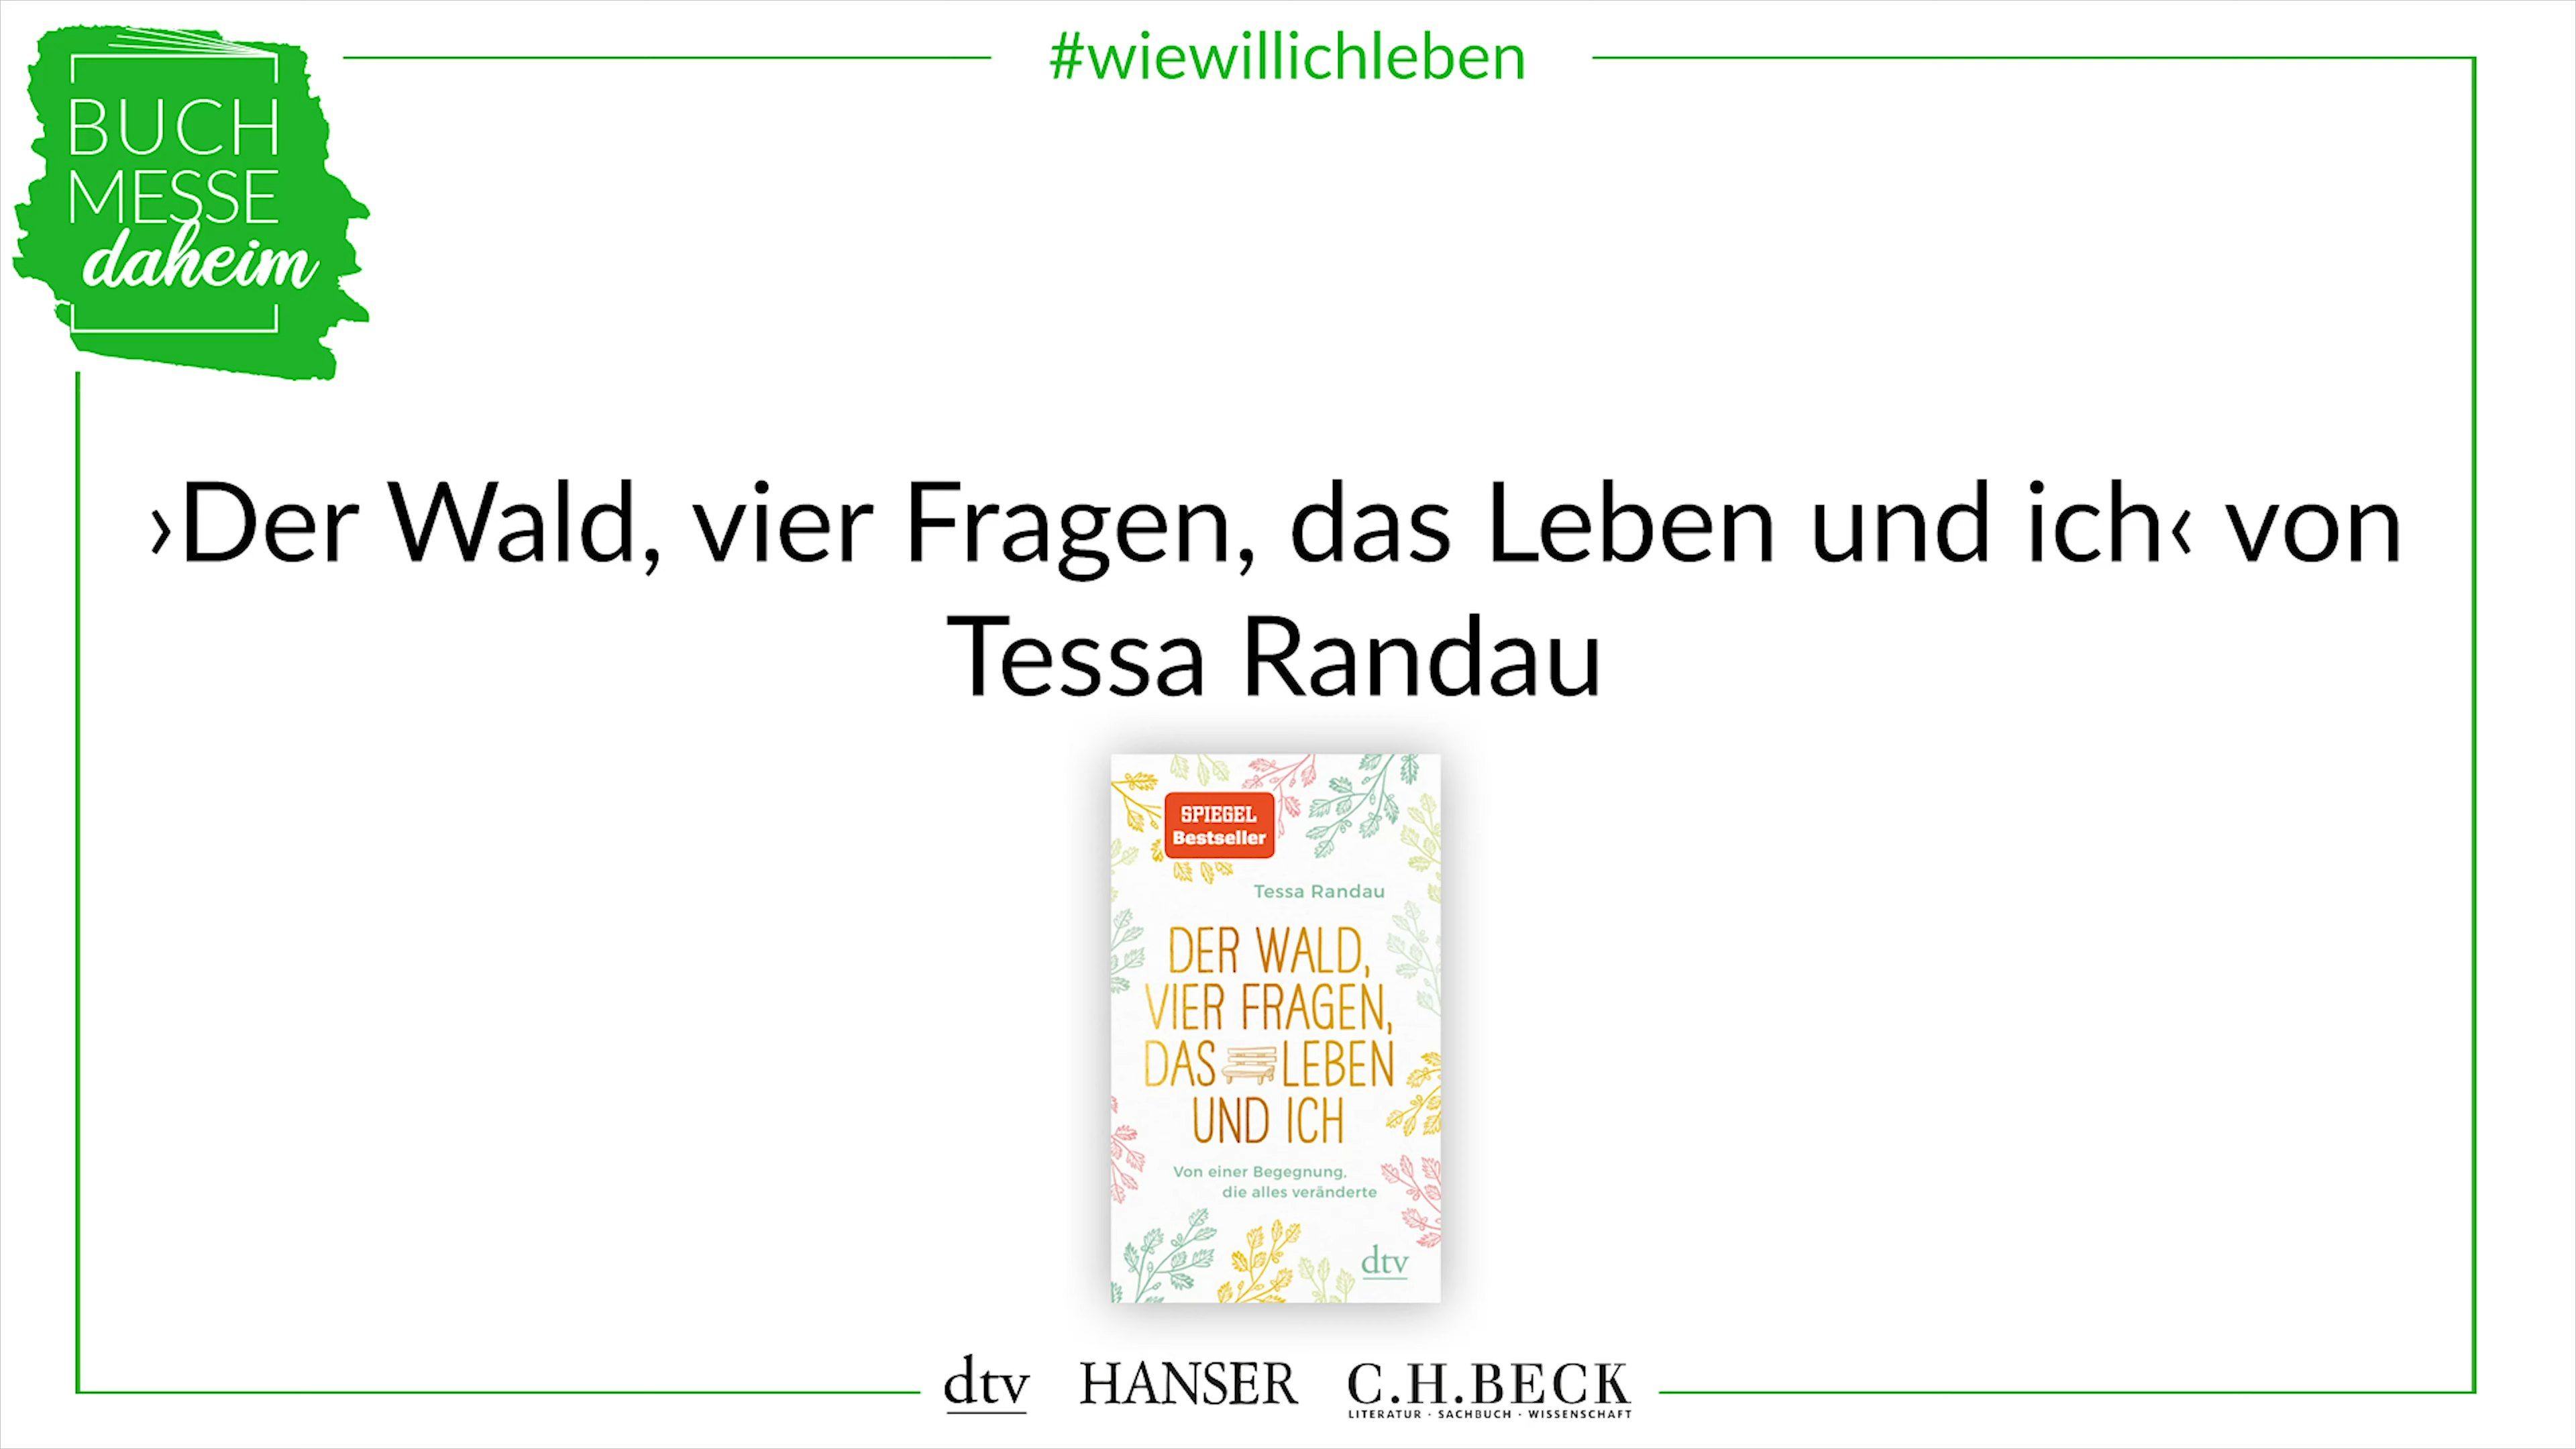 #wiewillichleben
BUCH
MESSE
daheim
›Der Wald, vier Fragen, das Leben und ich‹ von
Tessa Randau
SPIEGEL
Bestseller
Tessa Randau
DER WALD,
VIER FRAGEN,
DAS LEBEN
UND ICH
Von einer Begegnung,
die alles veränderte
dtv
dtv HANSER C.H.BECK
LITERATUR · SACHBUCH · WISSENSCHAFT